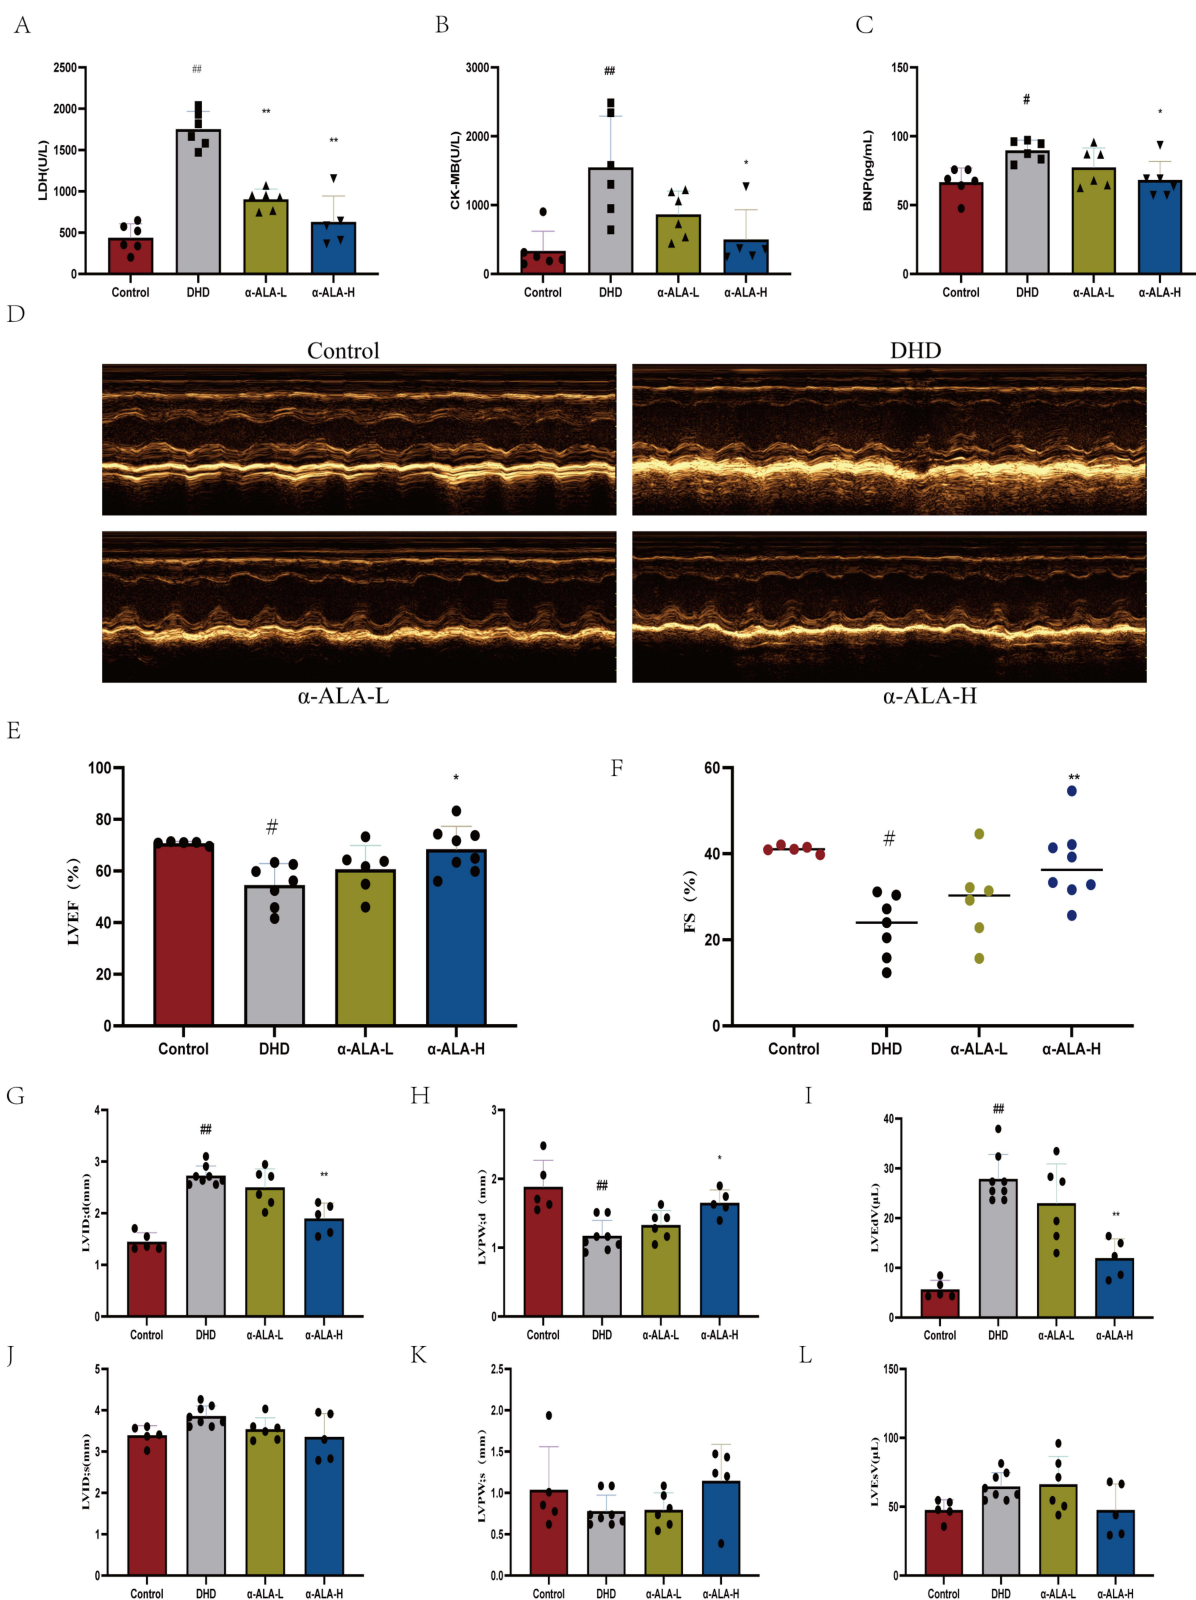 A
LDH(U/L)
2500
2000
1500
1000
500
0
##
**
**
Control DHD α-ALA-L α-ALA-H
B
CK-MB(U/L)
3000
2000
1000
0
##
*
Control DHD α-ALA-L α-ALA-H
C
BNP(pg/mL)
150
100
50
0
#
*
Control DHD α-ALA-L α-ALA-H
D
Control
DHD
α-ALA-L
α-ALA-H
E
LVEF (%)
100
80
60
40
20
0
#
*
Control DHD α-ALA-L α-ALA-H
F
FS (%)
60
40
20
0
#
**
Control DHD α-ALA-L α-ALA-H
G
LVID;d(mm)
4
3
2
1
0
##
**
Control DHD α-ALA-L α-ALA-H
H
LVPW;d (mm)
3
2
1
0
##
*
Control DHD α-ALA-L α-ALA-H
I
LVEdV(μL)
40
30
20
10
0
##
**
Control DHD α-ALA-L α-ALA-H
J
LVID;s(mm)
5
4
3
2
1
0
Control DHD α-ALA-L α-ALA-H
K
LVPW;s (mm)
2.5
2.0
1.5
1.0
0.5
0.0
Control DHD α-ALA-L α-ALA-H
L
LVEsV(μL)
150
100
50
0
Control DHD α-ALA-L α-ALA-H